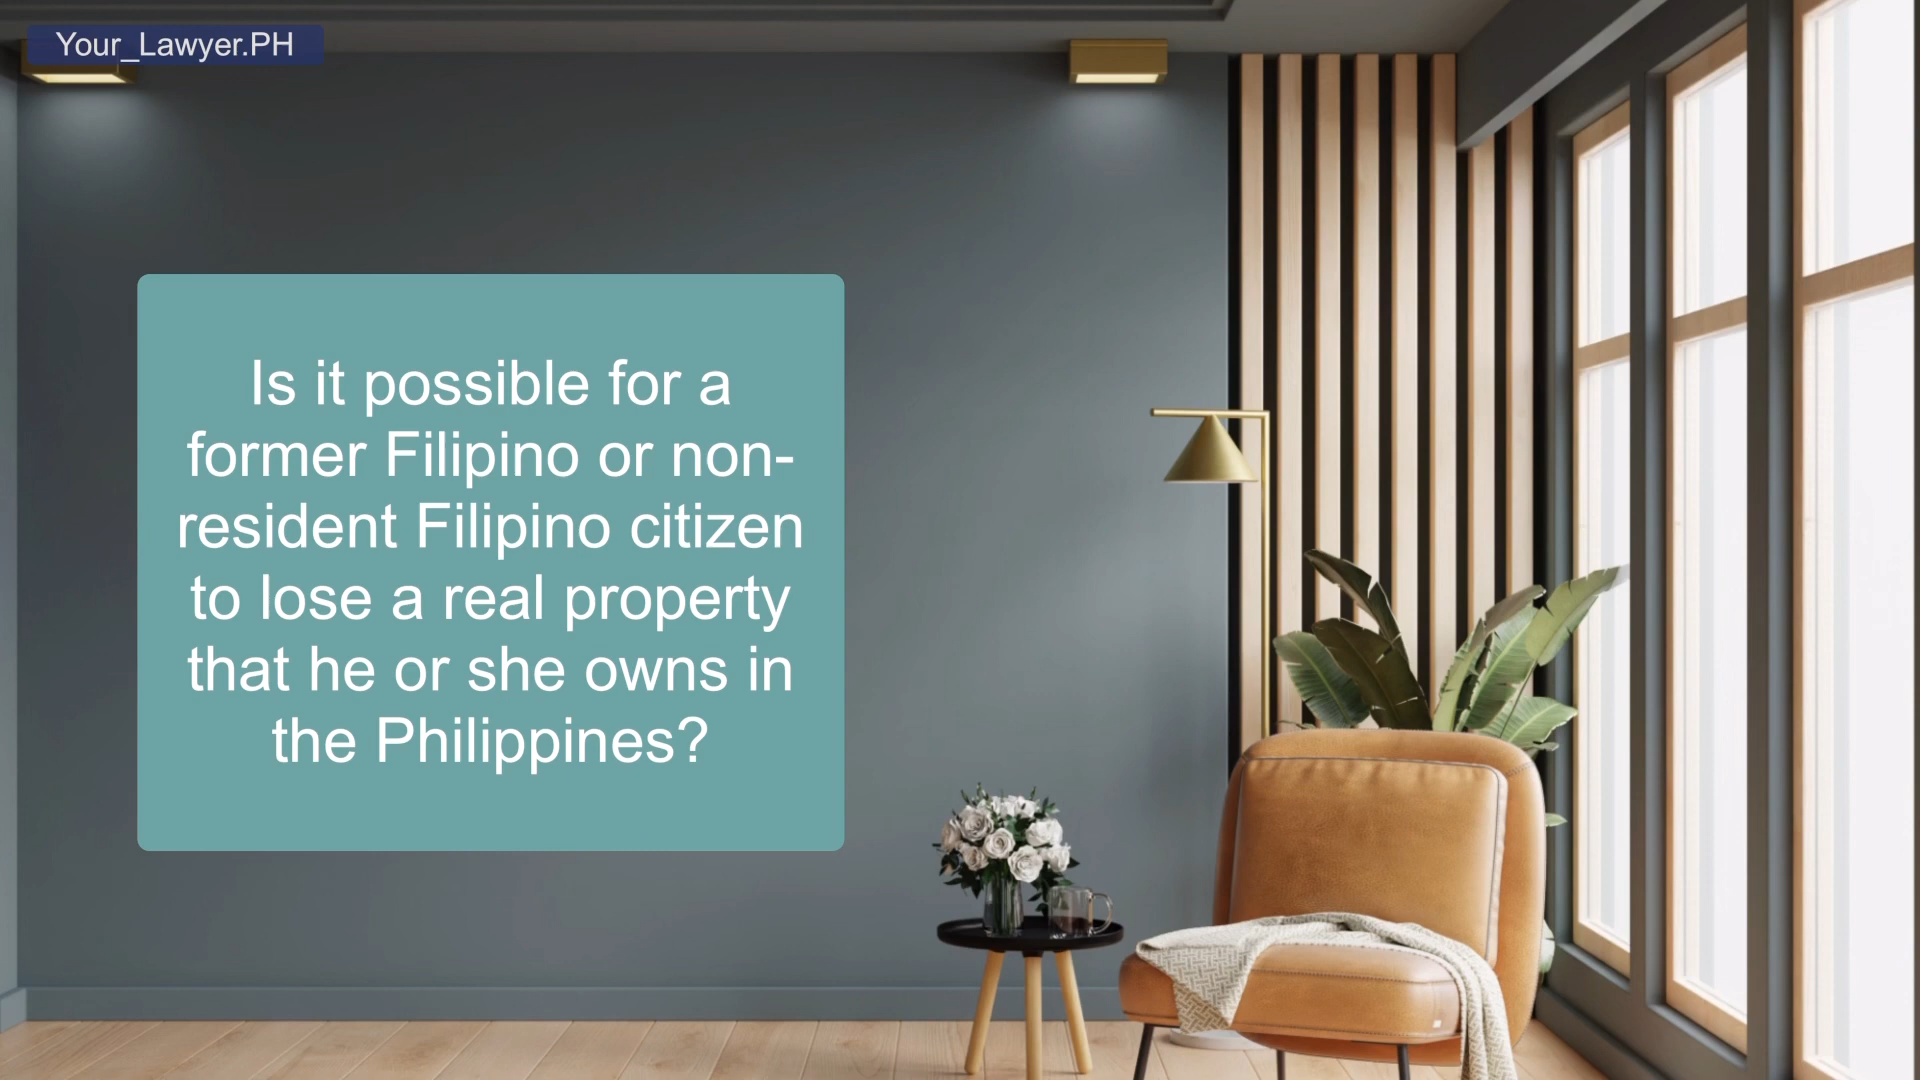 Your_Lawyer.PH
Is it possible for a
former Filipino or non-
resident Filipino citizen
to lose a real property
that he or she owns in
the Philippines?